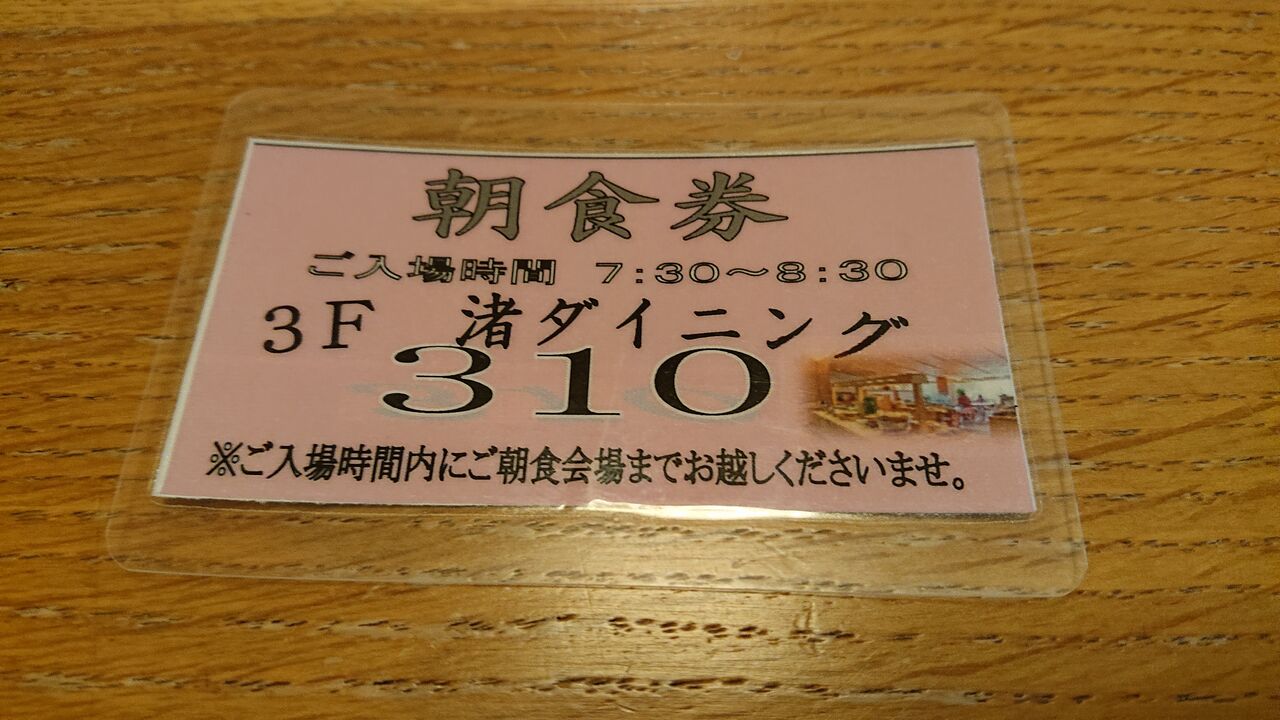 朝食券
ご入場時間 7:30～8:30
3F 渚ダイニング
310
※ご入場時間内にご朝食会場までお越しくださいませ。